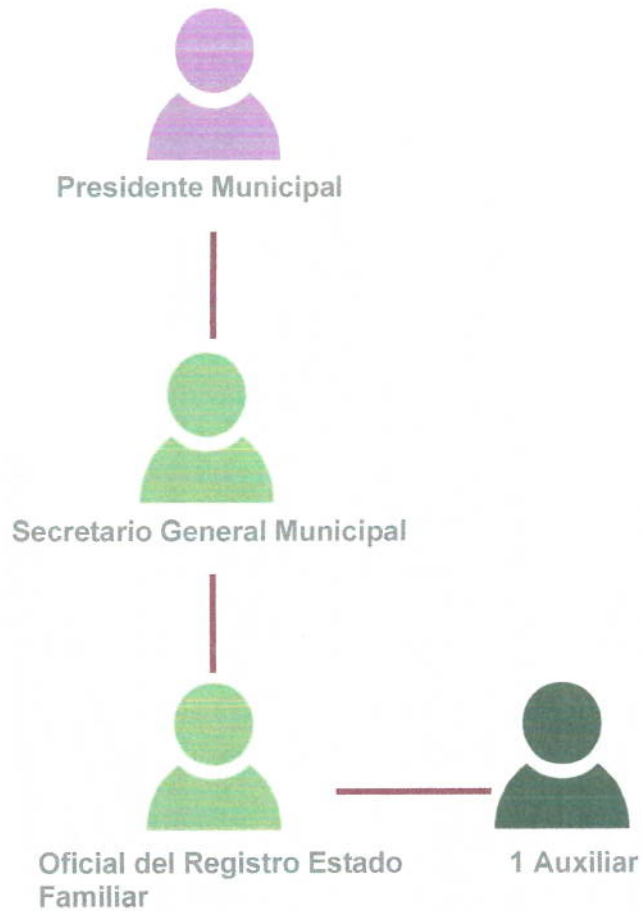 Presidente Municipal
Secretario General Municipal
Oficial del Registro Estado
Familiar
1 Auxiliar